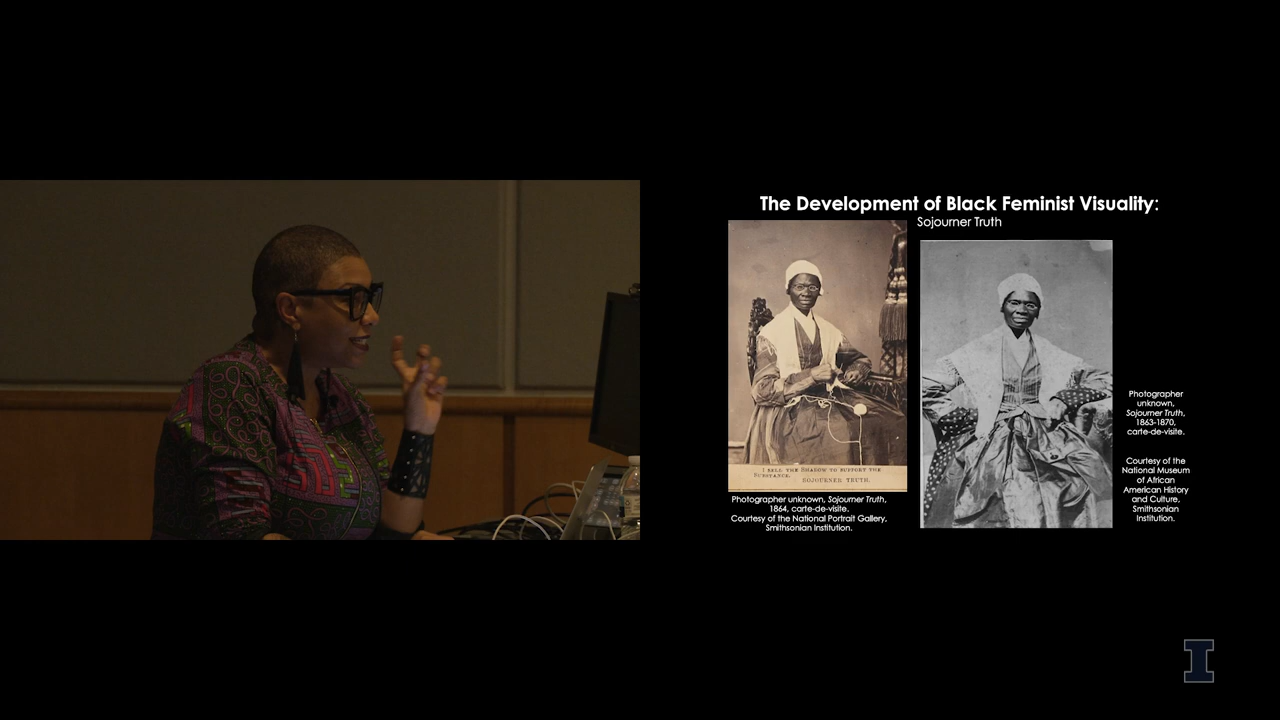 The Development of Black Feminist Visuality:
Sojourner Truth
I SELL THE SHADOW TO SUPPORT THE
SUBSTANCE.
SOJOURNER TRUTH.
Photographer unknown, Sojourner Truth,
1864, carte-de-visite.
Courtesy of the National Portrait Gallery,
Smithsonian Institution.
Photographer
unknown,
Sojourner Truth,
1863-1870,
carte-de-visite.
Courtesy of the
National Museum
of African
American History
and Culture,
Smithsonian
Institution.
I